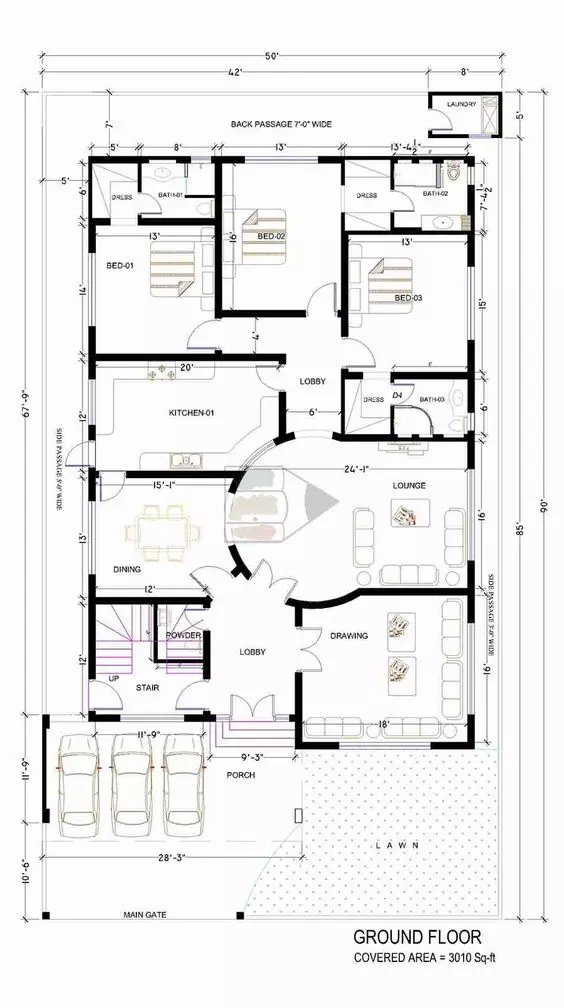 50'
42'
8'
LAUNDRY
5'
BACK PASSAGE 7'-0" WIDE
7'
5'
8'
13'
13'-4½"
5'
6'
DRESS
BATH-01
DRESS
BATH-02
7'-4½"
13'
16'
BED-02
13'
BED-01
BED-03
14'
15'
4'
20'
LOBBY
DRESS
D4
BATH-03
6'
12'
KITCHEN-01
6'
67'-9"
SIDE PASSAGE 5'-0" WIDE
24'-1"
15'-1"
LOUNGE
16'
85'
90'
13'
DINING
12'
SIDE PASSAGE 3'-0" WIDE
POWDER
DRAWING
LOBBY
12'
16'
UP
STAIR
18'
11'-9"
9'-3"
PORCH
11'-9"
LAWN
28'-3"
10'-6"
MAIN GATE
GROUND FLOOR
COVERED AREA = 3010 Sq-ft